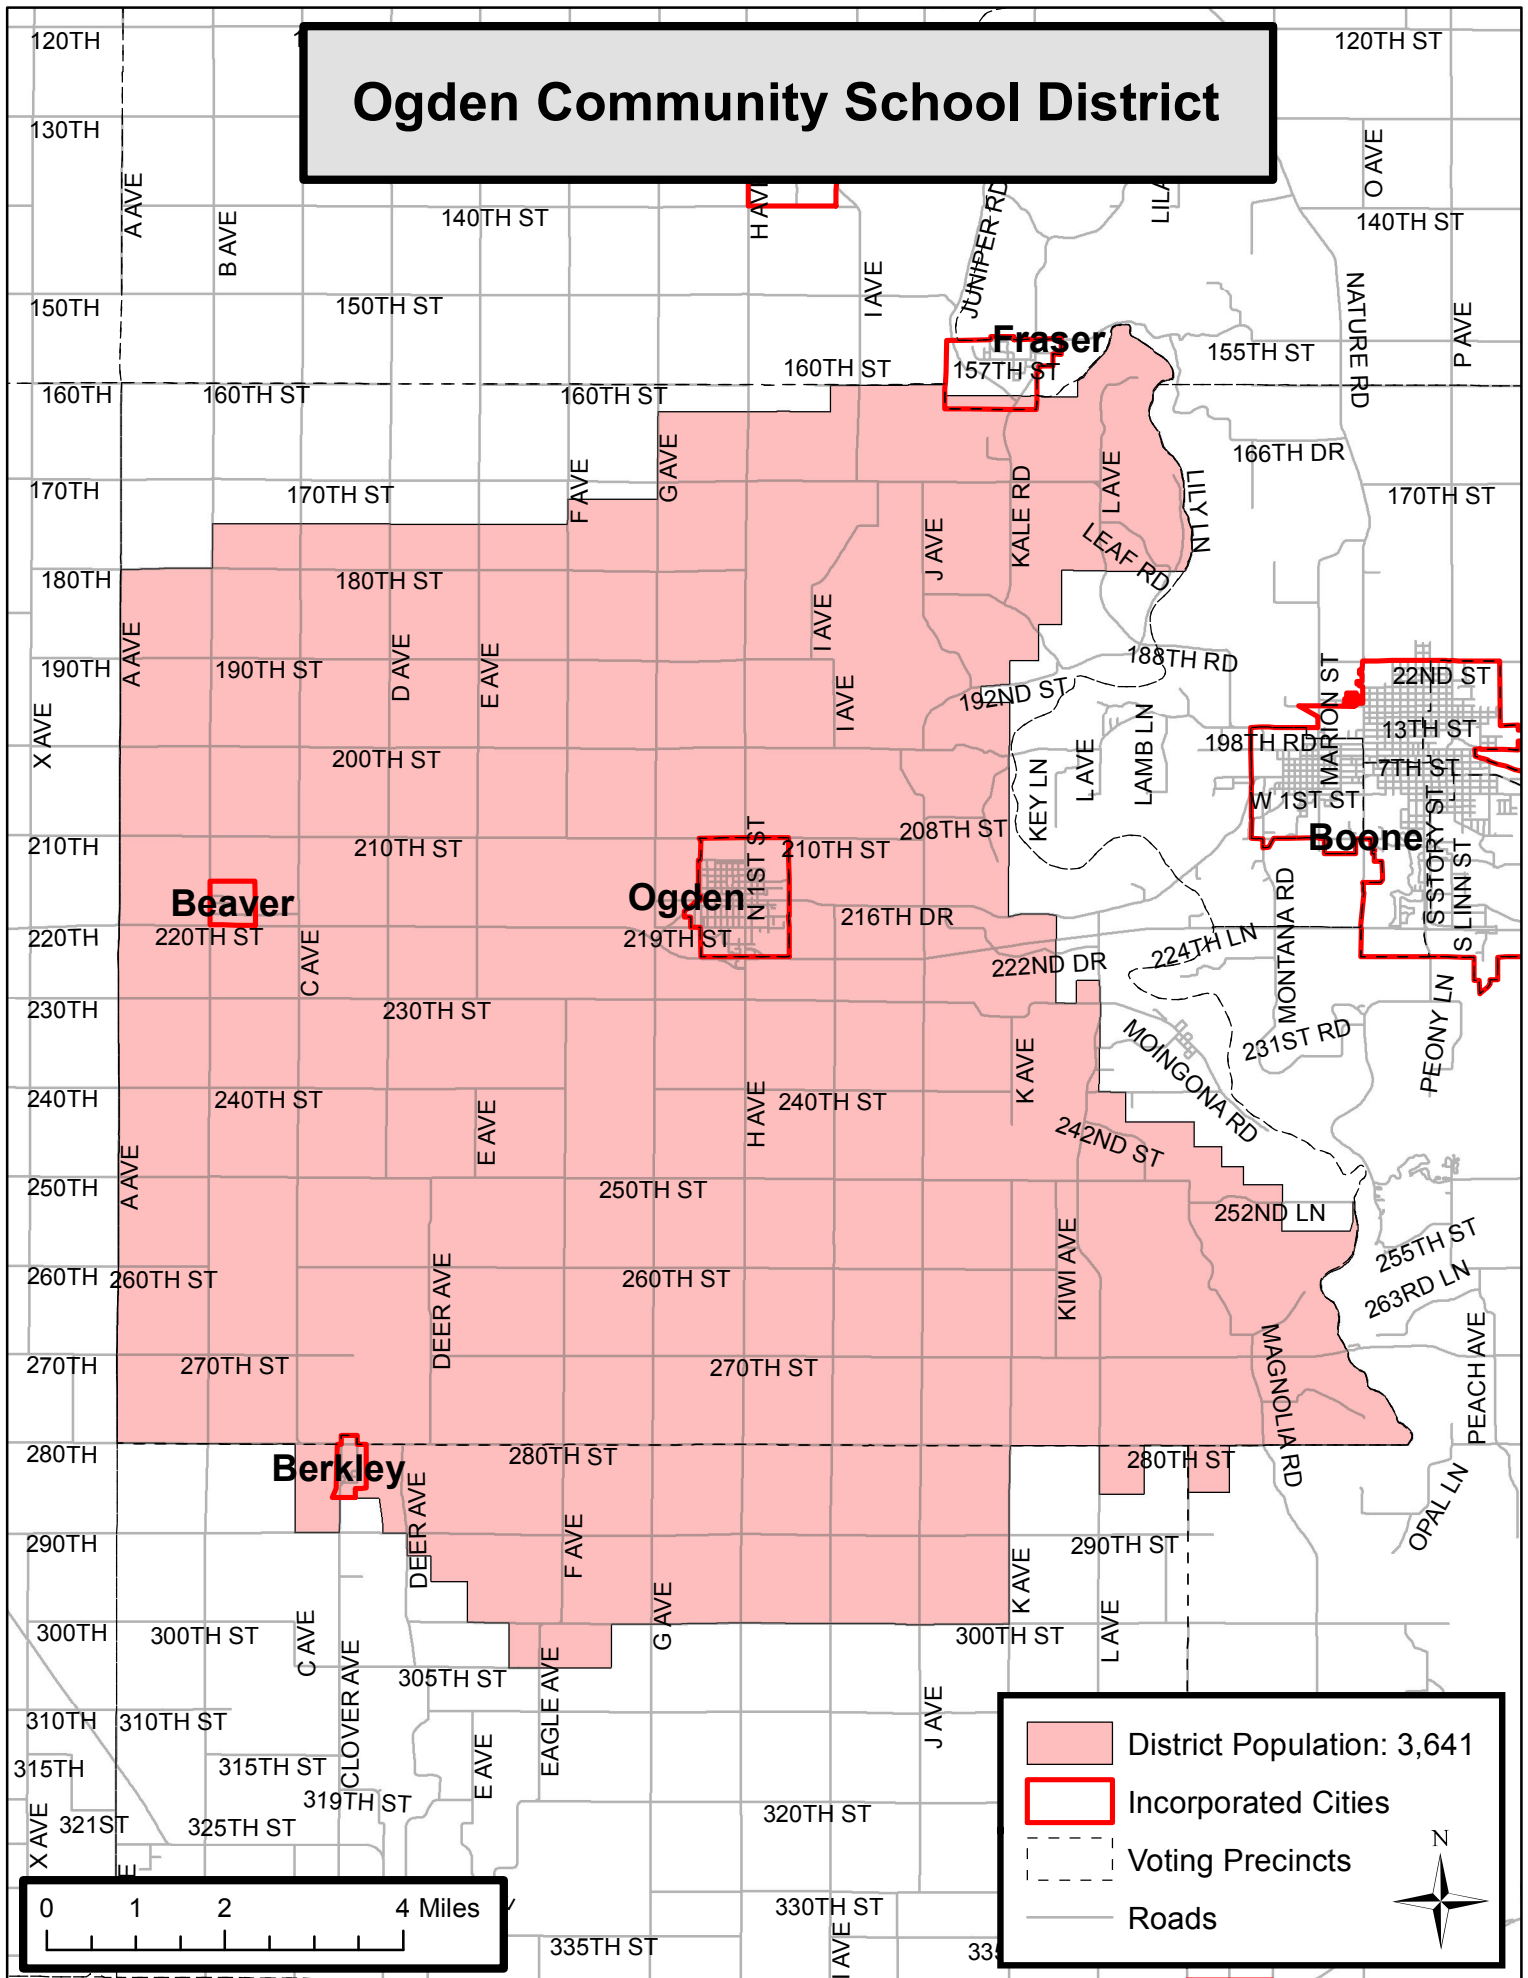 120TH
120TH ST
Ogden Community School District
130TH
O AVE
A AVE
B AVE
140TH ST
H AVE
JUNIPER RD
140TH ST
I AVE
NATURE RD
P AVE
150TH
150TH ST
Fraser
155TH ST
157TH ST
160TH ST
160TH
160TH ST
160TH ST
166TH DR
170TH
170TH ST
F AVE
G AVE
J AVE
KALE RD
L AVE
LILY LN
170TH ST
LEAF RD
180TH
180TH ST
A AVE
190TH
190TH ST
D AVE
E AVE
I AVE
I AVE
188TH RD
192ND ST
MARION ST
22ND ST
13TH ST
X AVE
200TH ST
KEY LN
L AVE
LAMB LN
198TH RD
7TH ST
W 1ST ST
208TH ST
Boone
210TH
210TH ST
210TH ST
N 1ST ST
Beaver
Ogden
216TH DR
S STORY ST
S LINN ST
MONTANA RD
220TH
220TH ST
C AVE
219TH ST
222ND DR
224TH LN
230TH
230TH ST
MOINGONA RD
231ST RD
PEONY LN
K AVE
240TH
240TH ST
E AVE
H AVE
240TH ST
242ND ST
A AVE
250TH
250TH ST
252ND LN
255TH ST
263RD LN
260TH
260TH ST
DEER AVE
260TH ST
KIWI AVE
MAGNOLIA RD
PEACH AVE
270TH
270TH ST
270TH ST
280TH
Berkley
280TH ST
280TH ST
DEER AVE
OPAL LN
290TH
F AVE
290TH ST
G AVE
K AVE
L AVE
300TH
300TH ST
C AVE
CLOVER AVE
305TH ST
EAGLE AVE
300TH ST
310TH
310TH ST
J AVE
315TH
315TH ST
E AVE
319TH ST
X AVE
321ST
325TH ST
320TH ST
330TH ST
335TH ST
I AVE
District Population: 3,641
Incorporated Cities
Voting Precincts
Roads
N
0 1 2 4 Miles